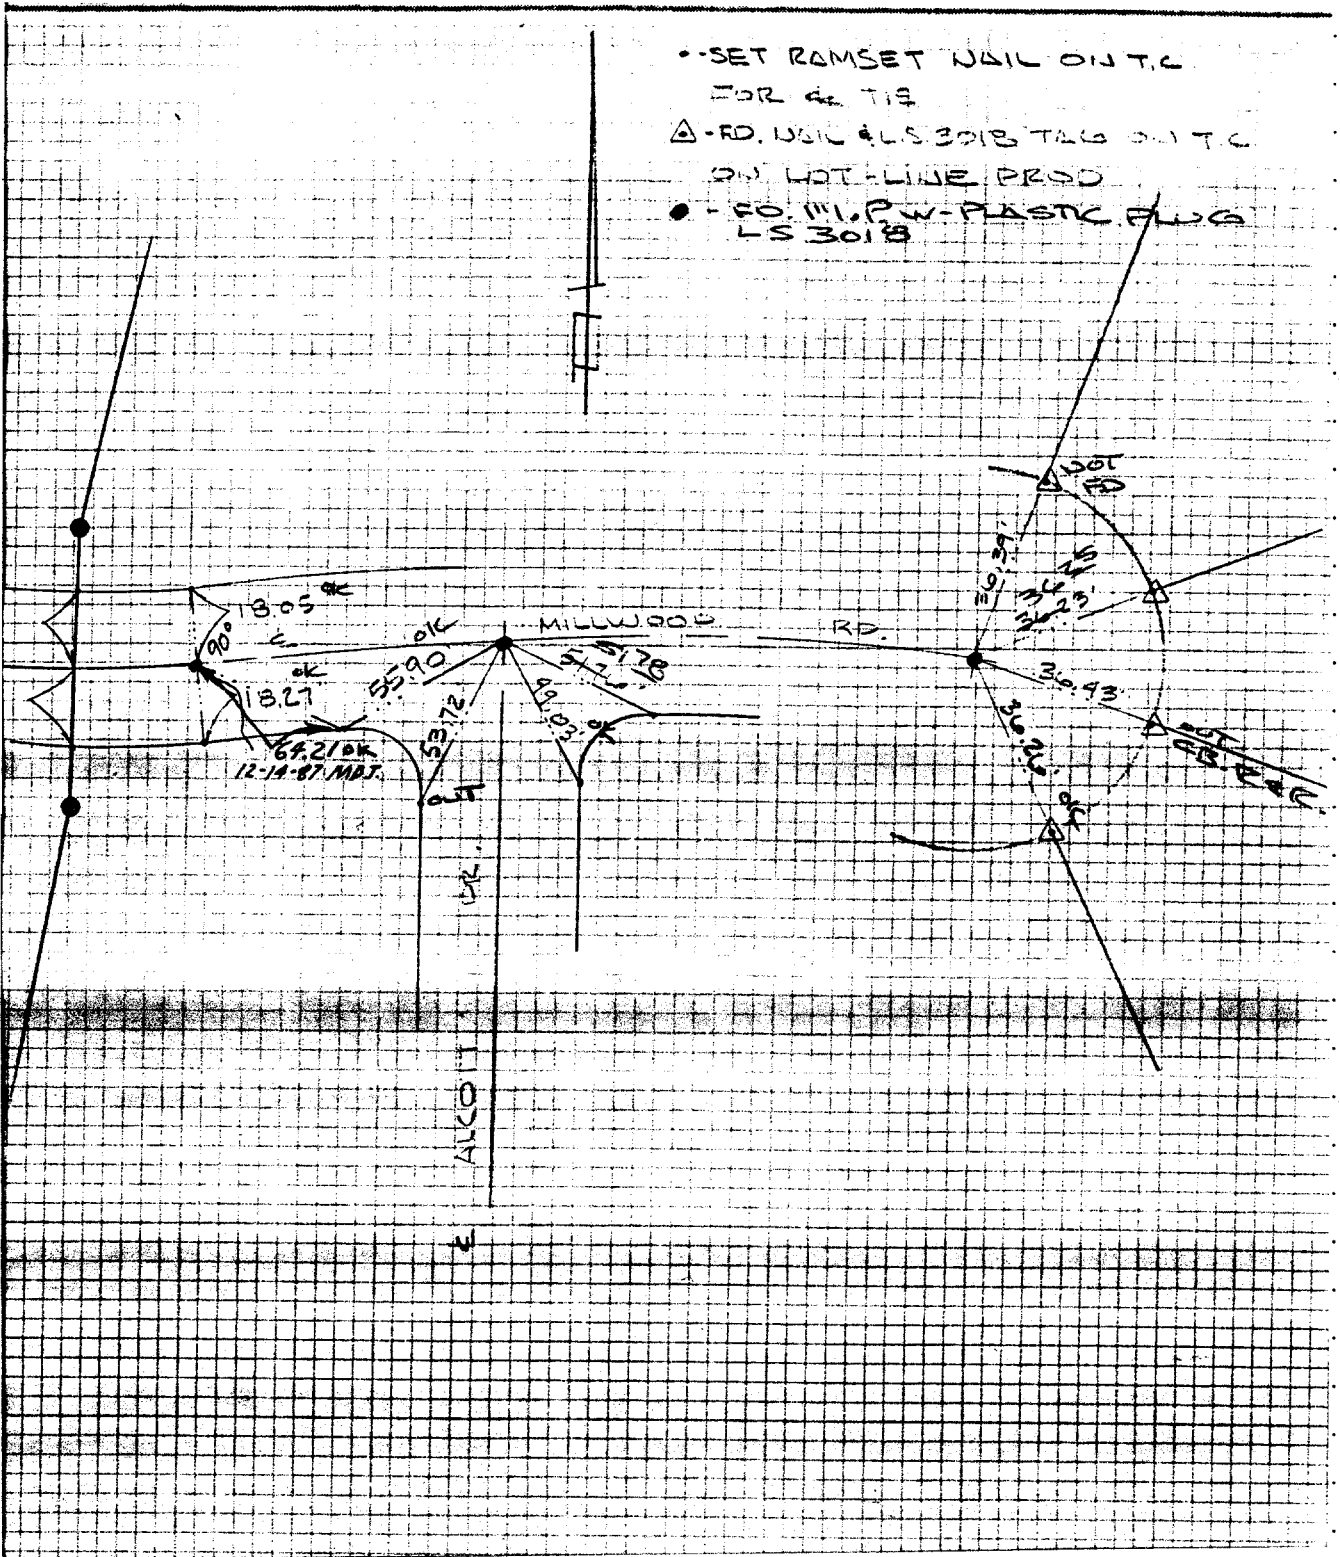 •-SET RAMSET NAIL ON T.C
FOR ℄ TIE
△-FD. NAIL & L.S. 3018 TAG ON T.C
ON LOT-LINE PROD
●-FD. 1" I.P. W-PLASTIC PLUG
LS 3018
NOT
FD
36.39'
36.23'
18.05 ok
90°
℄
MILLWOOD RD.
55.90' ok
51.78
18.27 ok
53.72
49.03 ok
36.43'
36.26' ok
64.21 ok
12-14-87 MDJ.
OUT
℄ ALCOTT DR.